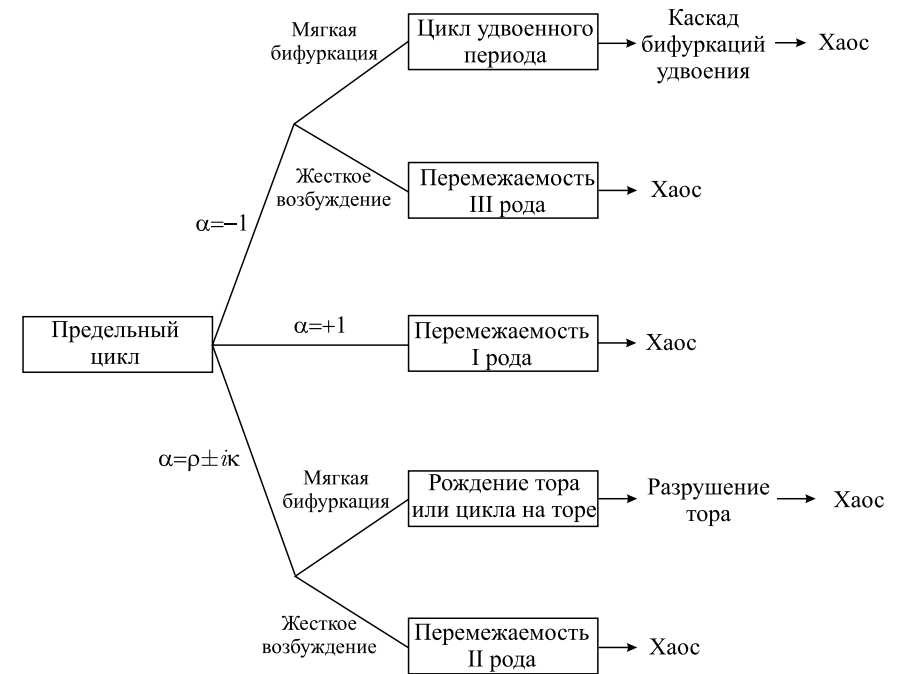 Мягкая
бифуркация
Цикл удвоенного
периода
Каскад
бифуркаций
удвоения
Хаос
Жесткое
возбуждение
Перемежаемость
III рода
Хаос
α=−1
Предельный
цикл
α=+1
Перемежаемость
I рода
Хаос
α=ρ±iκ
Мягкая
бифуркация
Рождение тора
или цикла на торе
Разрушение
тора
Хаос
Жесткое
возбуждение
Перемежаемость
II рода
Хаос